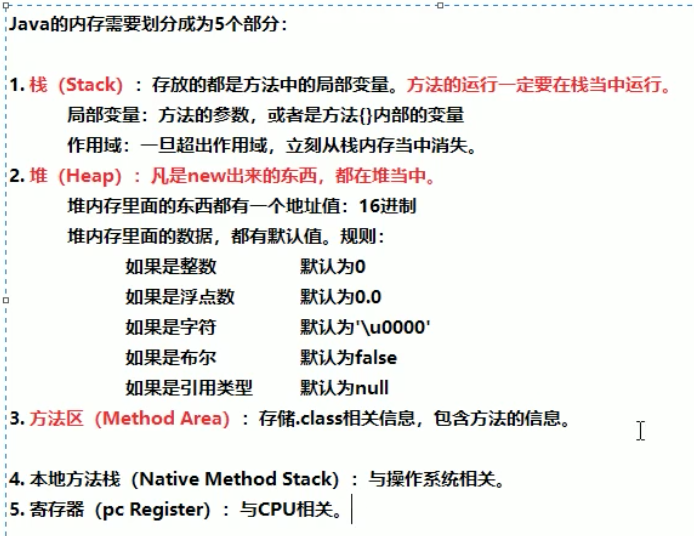 Java的内存需要划分成为5个部分：
1. 栈（Stack）：存放的都是方法中的局部变量。方法的运行一定要在栈当中运行。
局部变量：方法的参数，或者是方法{}内部的变量
作用域：一旦超出作用域，立刻从栈内存当中消失。
2. 堆（Heap）：凡是new出来的东西，都在堆当中。
堆内存里面的东西都有一个地址值：16进制
堆内存里面的数据，都有默认值。规则：
如果是整数 默认为0
如果是浮点数 默认为0.0
如果是字符 默认为'\u0000'
如果是布尔 默认为false
如果是引用类型 默认为null
3. 方法区（Method Area）：存储.class相关信息，包含方法的信息。
4. 本地方法栈（Native Method Stack）：与操作系统相关。
5. 寄存器（pc Register）：与CPU相关。